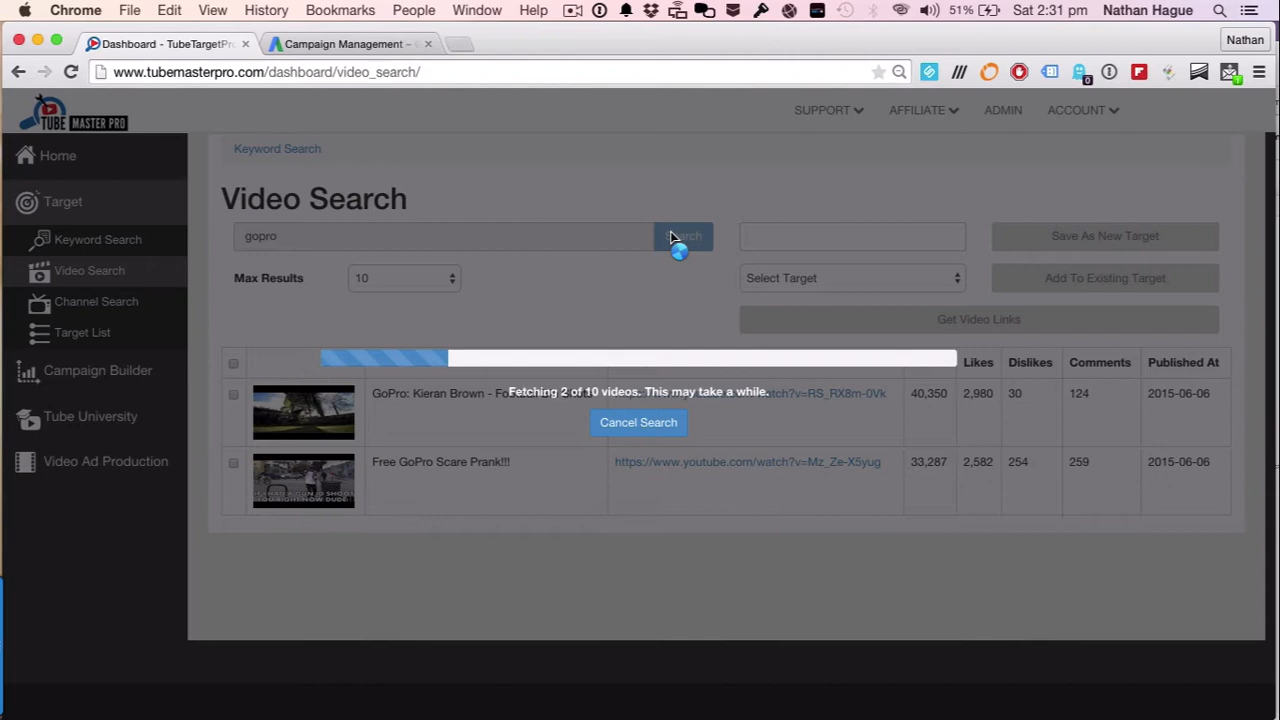 Chrome File Edit View History Bookmarks People Window Help 51% Sat 2:31 pm Nathan Hague
Dashboard - TubeTargetPr Campaign Management – Nathan
www.tubemasterpro.com/dashboard/video_search/
TUBE MASTER PRO SUPPORT AFFILIATE ADMIN ACCOUNT
Home
Target
Keyword Search
Video Search
Channel Search
Target List
Campaign Builder
Tube University
Video Ad Production
Keyword Search
Video Search
gopro Search Save As New Target
Max Results 10 Select Target Add To Existing Target
Get Video Links
Likes Dislikes Comments Published At
Fetching 2 of 10 videos. This may take a while.
Cancel Search
GoPro: Kieran Brown - watch?v=RS_RX8m-0Vk 40,350 2,980 30 124 2015-06-06
Free GoPro Scare Prank!!! https://www.youtube.com/watch?v=Mz_Ze-X5yug 33,287 2,582 254 259 2015-06-06